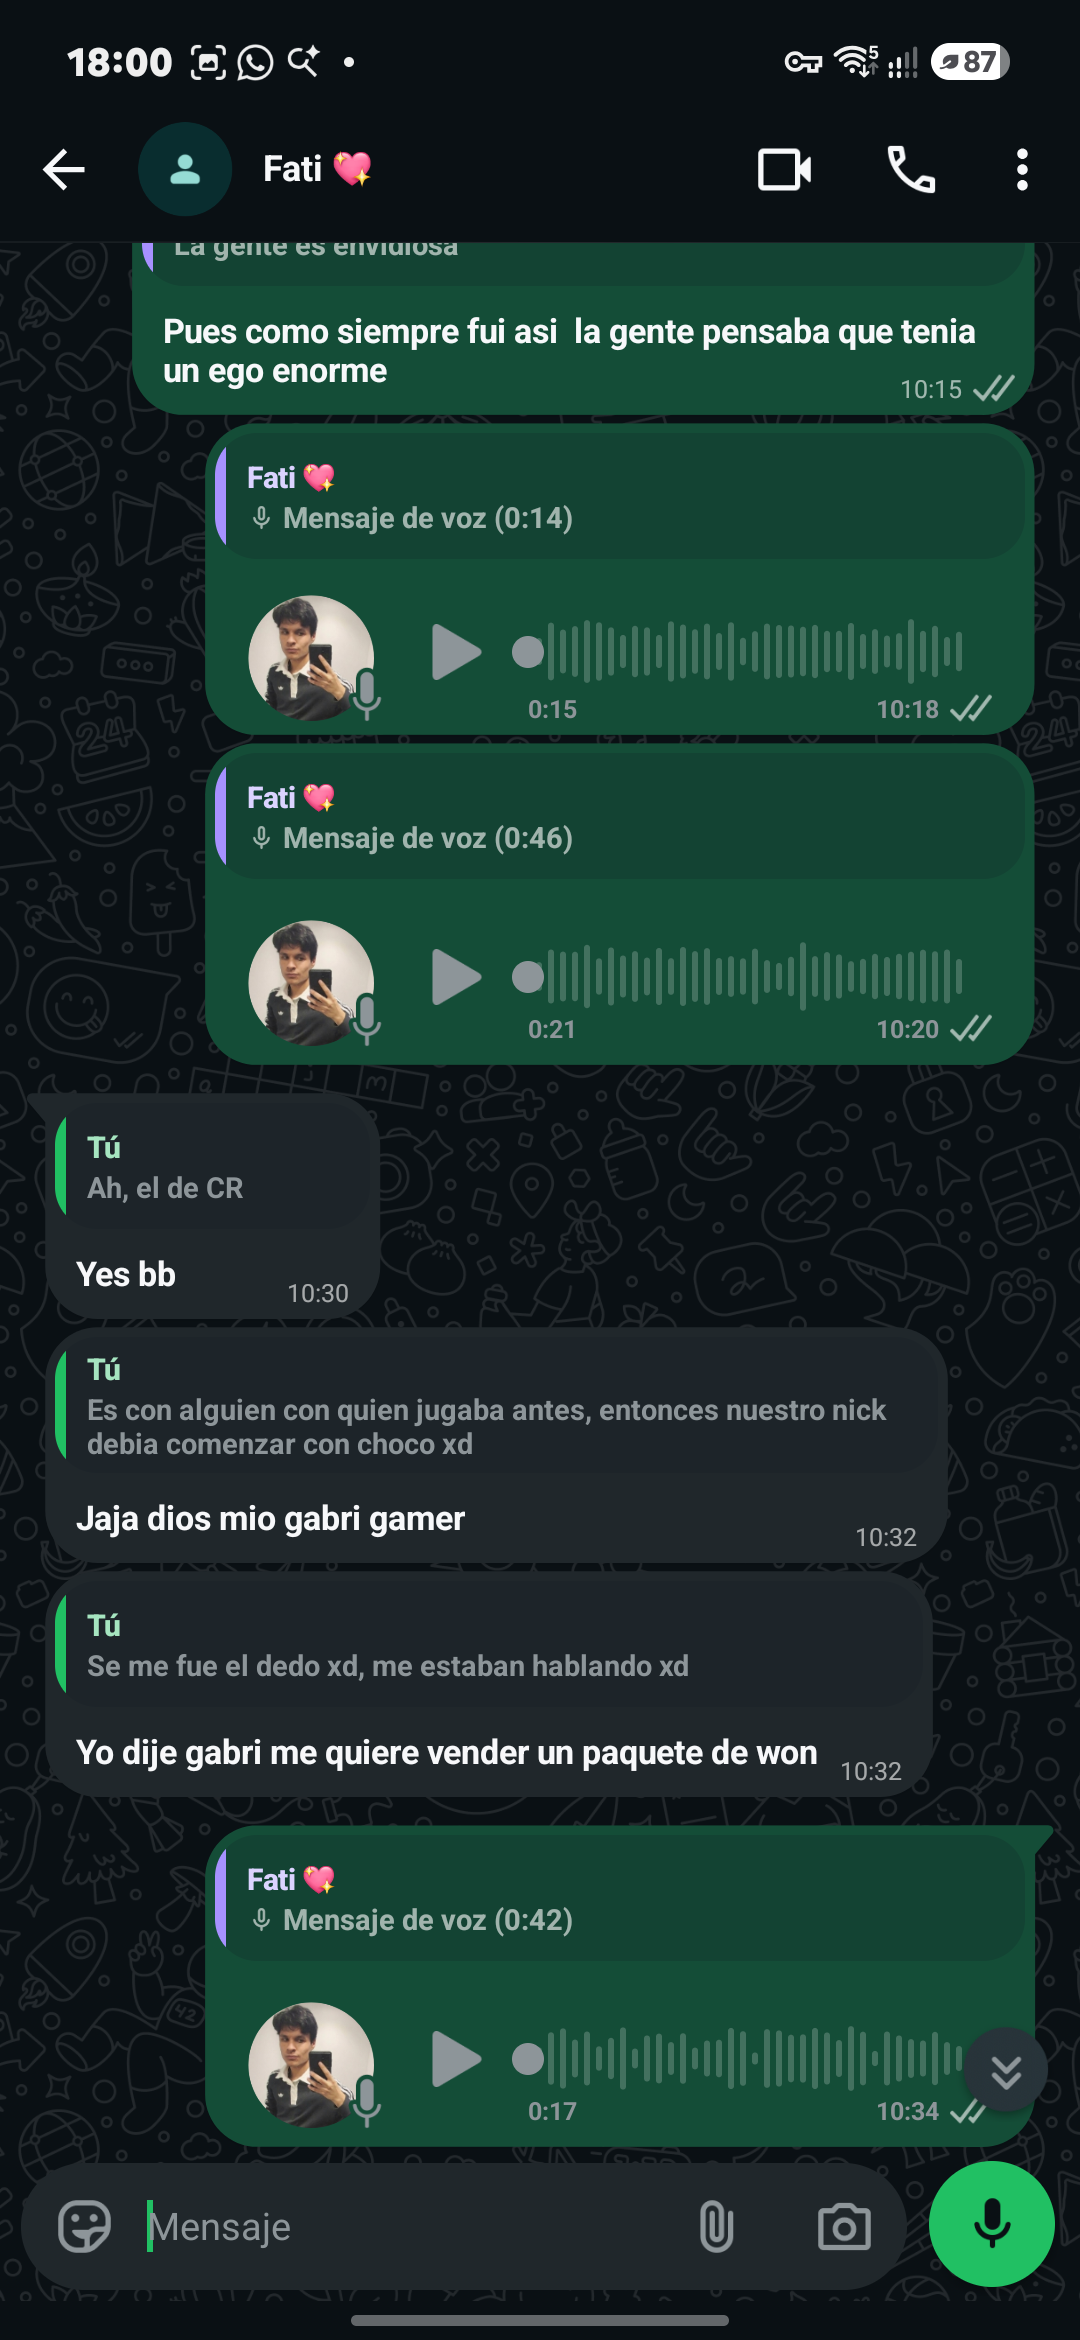 18:00
5
87
Fati 💖
La gente es envidiosa
Pues como siempre fui asi  la gente pensaba que tenia
un ego enorme
10:15
Fati 💖
Mensaje de voz (0:14)
0:15
10:18
Fati 💖
Mensaje de voz (0:46)
0:21
10:20
Tú
Ah, el de CR
Yes bb
10:30
Tú
Es con alguien con quien jugaba antes, entonces nuestro nick
debia comenzar con choco xd
Jaja dios mio gabri gamer
10:32
Tú
Se me fue el dedo xd, me estaban hablando xd
Yo dije gabri me quiere vender un paquete de won
10:32
Fati 💖
Mensaje de voz (0:42)
0:17
10:34
Mensaje